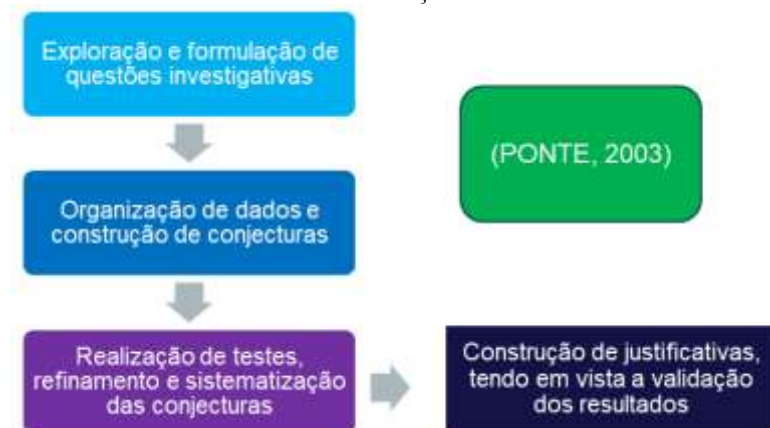 Exploração e formulação de
questões investigativas
(PONTE, 2003)
Organização de dados e
construção de conjecturas
Realização de testes,
refinamento e sistematização
das conjecturas
Construção de justificativas,
tendo em vista a validação
dos resultados